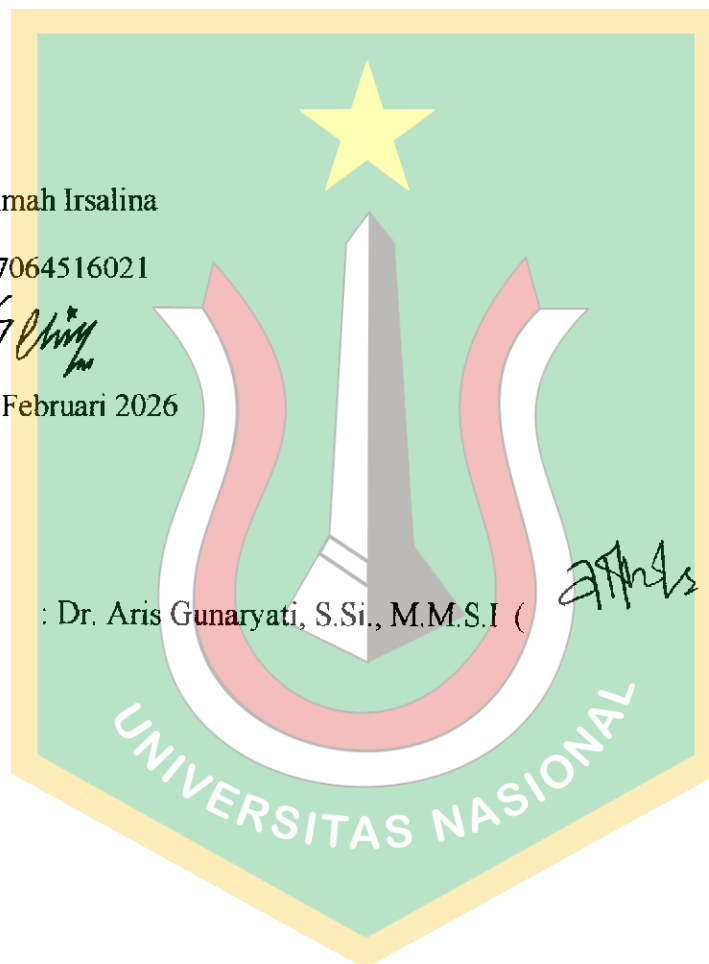 mah Irsalina
7064516021
Februari 2026
: Dr. Aris Gunaryati, S.Si., M.M.S.I (
UNIVERSITAS NASIONAL